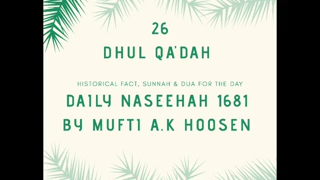 26
DHUL QA'DAH
HISTORICAL FACT, SUNNAH & DUA FOR THE DAY
DAILY NASEEHAH 1681
BY MUFTI A.K HOOSEN